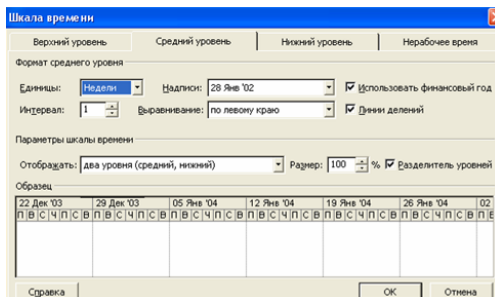 Шкала времени
Верхний уровень Средний уровень Нижний уровень Нерабочее время
Формат среднего уровня
Единицы: Недели Надписи: 28 Янв '02 Использовать финансовый год
Интервал: 1 Выравнивание: по левому краю Линии делений
Параметры шкалы времени
Отображать: два уровня (средний, нижний) Размер: 100 % Разделитель уровней
Образец
22 Дек '03 29 Дек '03 05 Янв '04 12 Янв '04 19 Янв '04 26 Янв '04 02
П В С Ч П С В П В С Ч П С В П В С Ч П С В П В С Ч П С В П В С Ч П С В П В С Ч П С В П В
Справка ОК Отмена